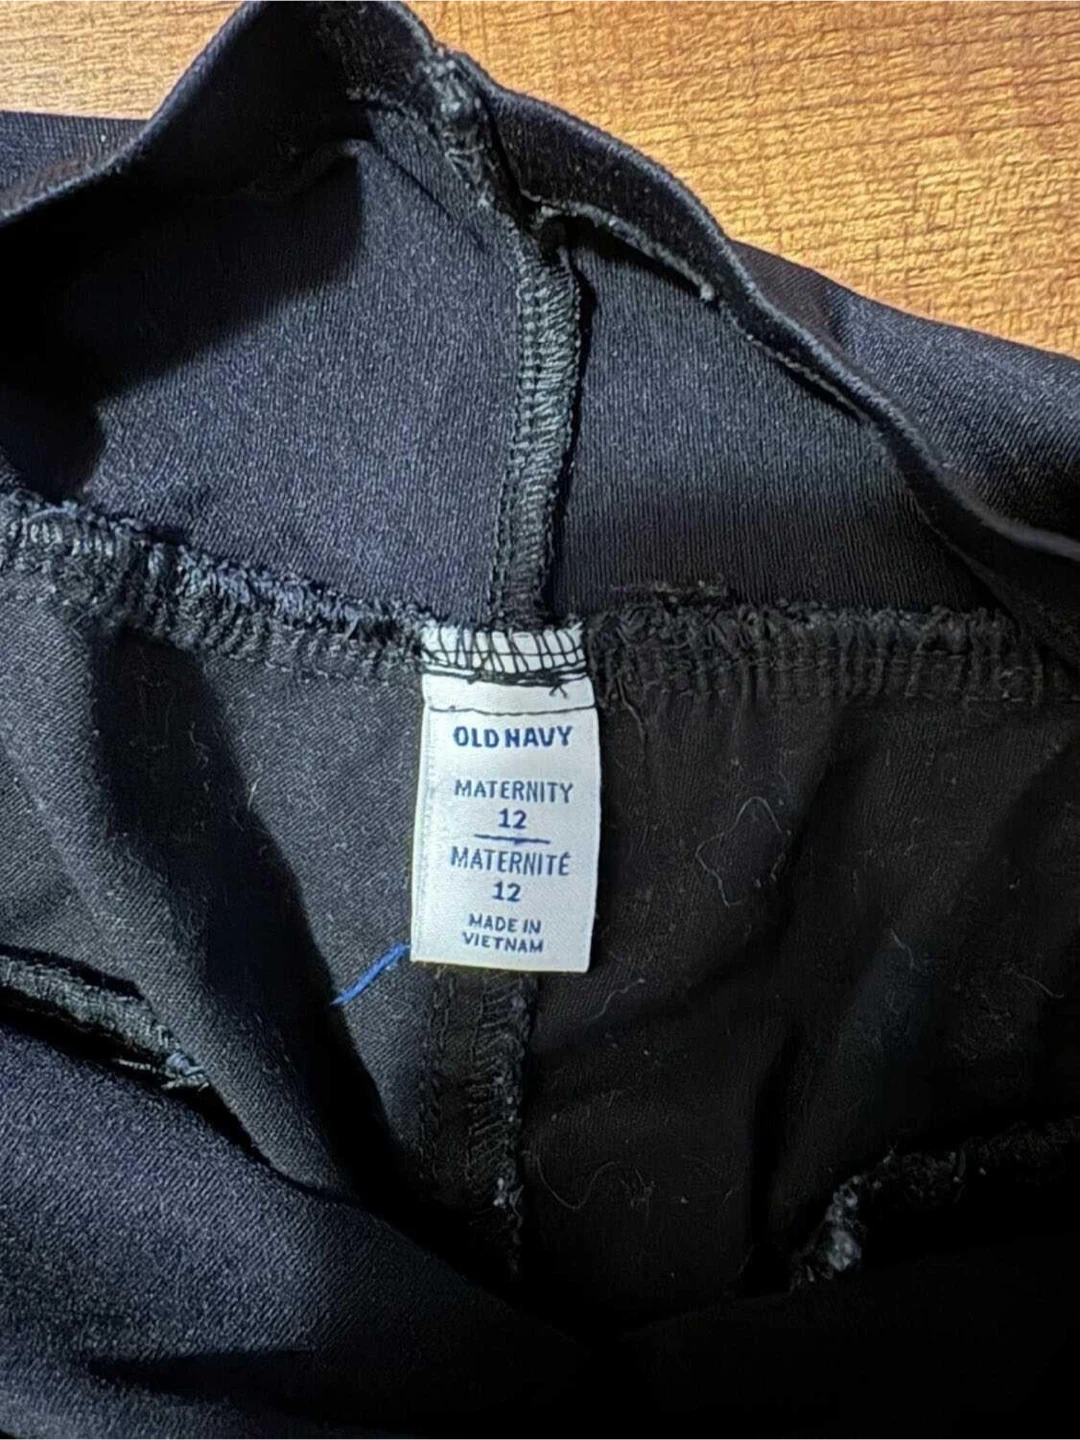 OLD NAVY
MATERNITY
12
MATERNITÉ
12
MADE IN
VIETNAM